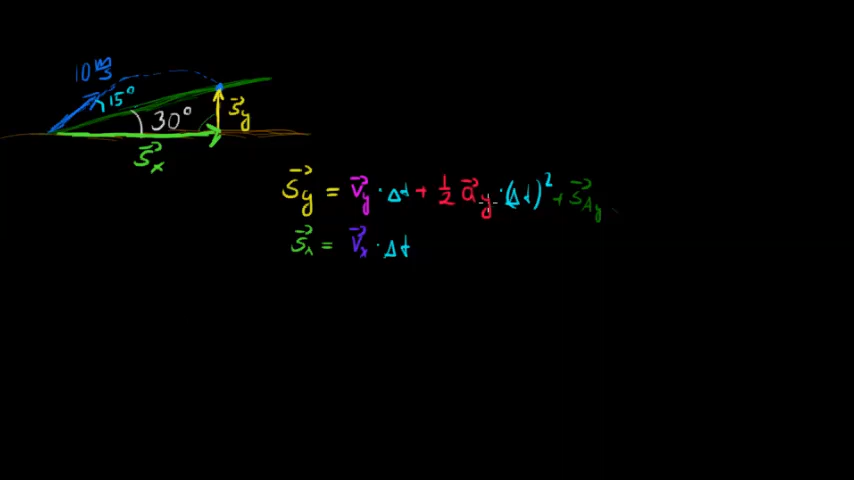 10 m/s
15°
30°
S⃗y
S⃗x
S⃗y = V⃗y · Δt + 1/2 a⃗y · (Δt)² + S⃗Ay
S⃗x = V⃗x · Δt